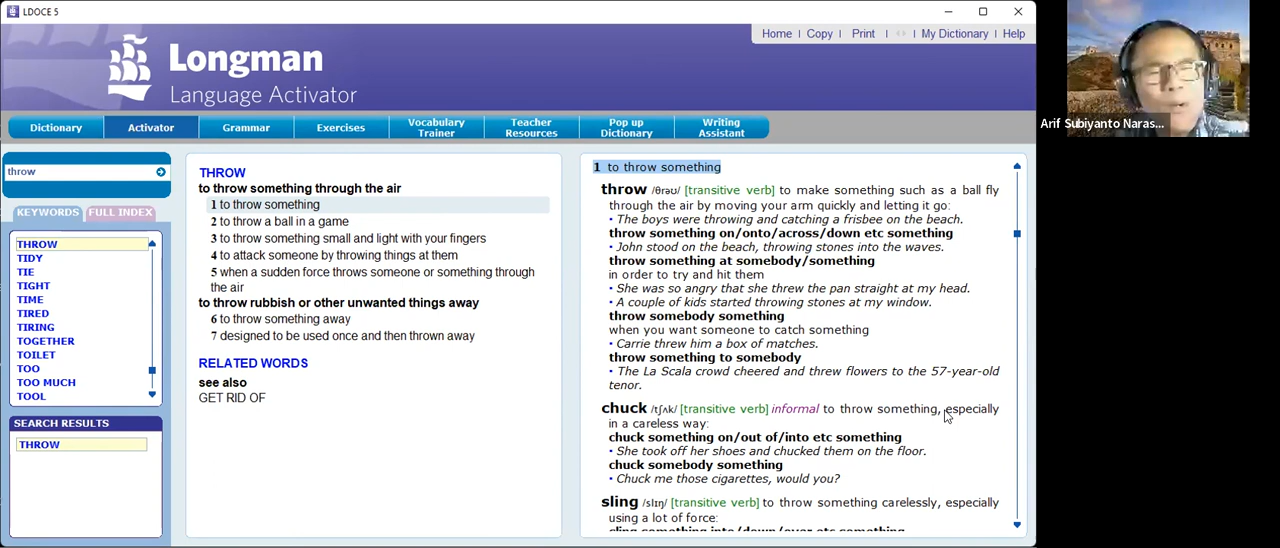 LDOCE 5
Home | Copy | Print | | My Dictionary | Help
Longman
Language Activator
Dictionary
Activator
Grammar
Exercises
Vocabulary
Trainer
Teacher
Resources
Pop up
Dictionary
Writing
Assistant
throw
KEYWORDS
FULL INDEX
THROW
TIDY
TIE
TIGHT
TIME
TIRED
TIRING
TOGETHER
TOILET
TOO
TOO MUCH
TOOL
SEARCH RESULTS
THROW
THROW
to throw something through the air
1 to throw something
2 to throw a ball in a game
3 to throw something small and light with your fingers
4 to attack someone by throwing things at them
5 when a sudden force throws someone or something through
the air
to throw rubbish or other unwanted things away
6 to throw something away
7 designed to be used once and then thrown away
RELATED WORDS
see also
GET RID OF
1 to throw something
throw /θrəʊ/ [transitive verb] to make something such as a ball fly
through the air by moving your arm quickly and letting it go:
• The boys were throwing and catching a frisbee on the beach.
throw something on/onto/across/down etc something
• John stood on the beach, throwing stones into the waves.
throw something at somebody/something
in order to try and hit them
• She was so angry that she threw the pan straight at my head.
• A couple of kids started throwing stones at my window.
throw somebody something
when you want someone to catch something
• Carrie threw him a box of matches.
throw something to somebody
• The La Scala crowd cheered and threw flowers to the 57-year-old
tenor.
chuck /tʃʌk/ [transitive verb] informal to throw something, especially
in a careless way:
chuck something on/out of/into etc something
• She took off her shoes and chucked them on the floor.
chuck somebody something
• Chuck me those cigarettes, would you?
sling /slɪŋ/ [transitive verb] to throw something carelessly, especially
using a lot of force:
sling something into/down/over etc something
Arif Subiyanto Naras...